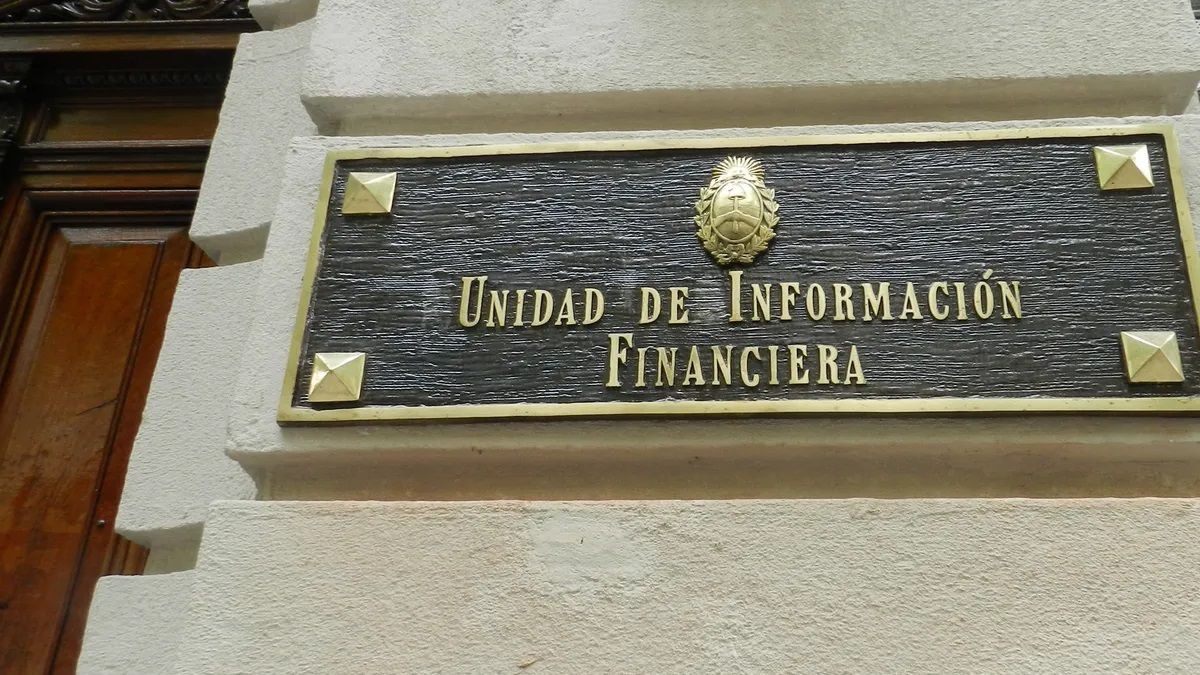 Unidad de Información
Financiera